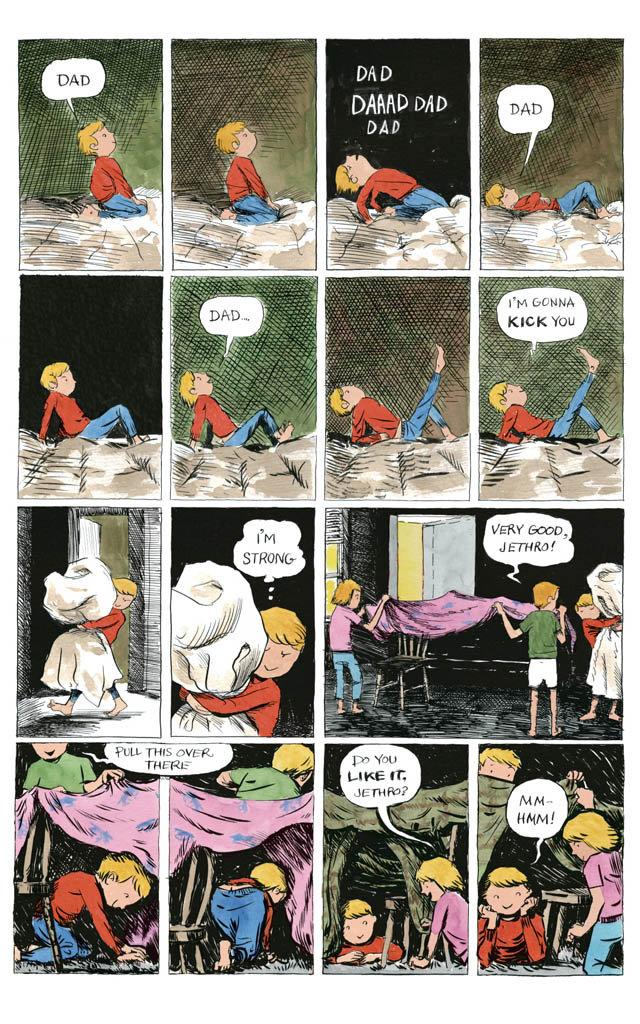 DAD
DAD
DAAAD DAD
DAD
DAD
DAD...
I'M GONNA
KICK YOU
I'M
STRONG
VERY GOOD,
JETHRO!
PULL THIS OVER
THERE
DO YOU
LIKE IT,
JETHRO?
MM-
HMM!